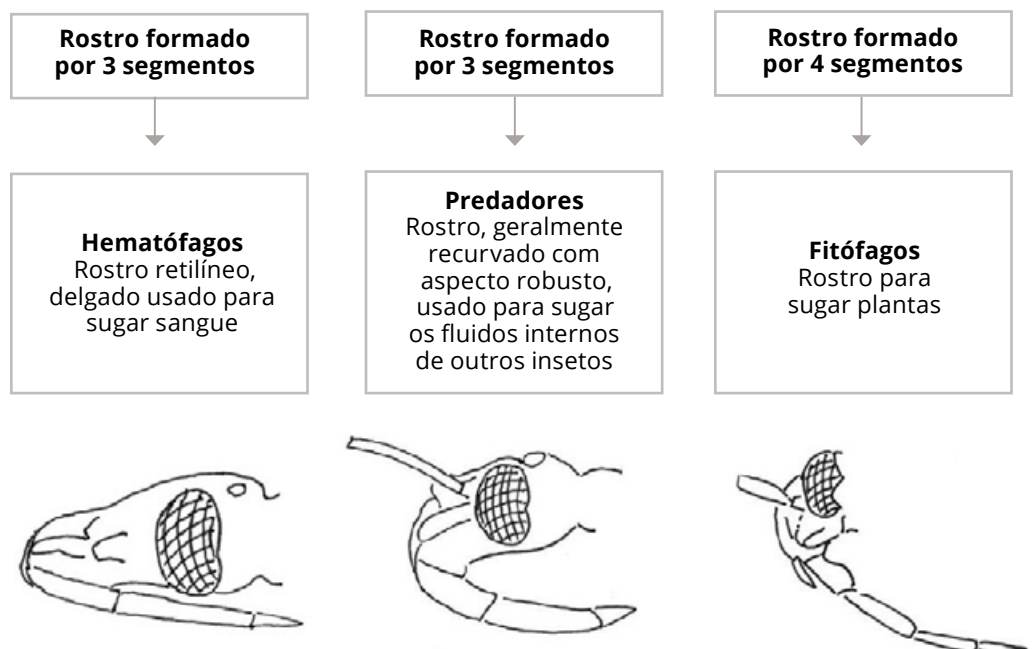 Rostro formado
por 3 segmentos
Hematófagos
Rostro retilíneo,
delgado usado para
sugar sangue
Rostro formado
por 3 segmentos
Predadores
Rostro, geralmente
recurvado com
aspecto robusto,
usado para sugar
os fluidos internos
de outros insetos
Rostro formado
por 4 segmentos
Fitófagos
Rostro para
sugar plantas